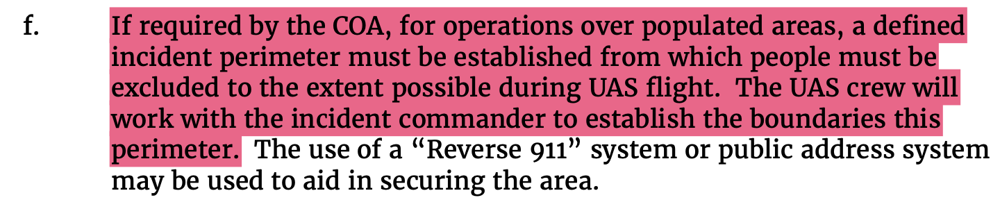 f. If required by the COA, for operations over populated areas, a defined
incident perimeter must be established from which people must be
excluded to the extent possible during UAS flight.  The UAS crew will
work with the incident commander to establish the boundaries this
perimeter.  The use of a “Reverse 911” system or public address system
may be used to aid in securing the area.